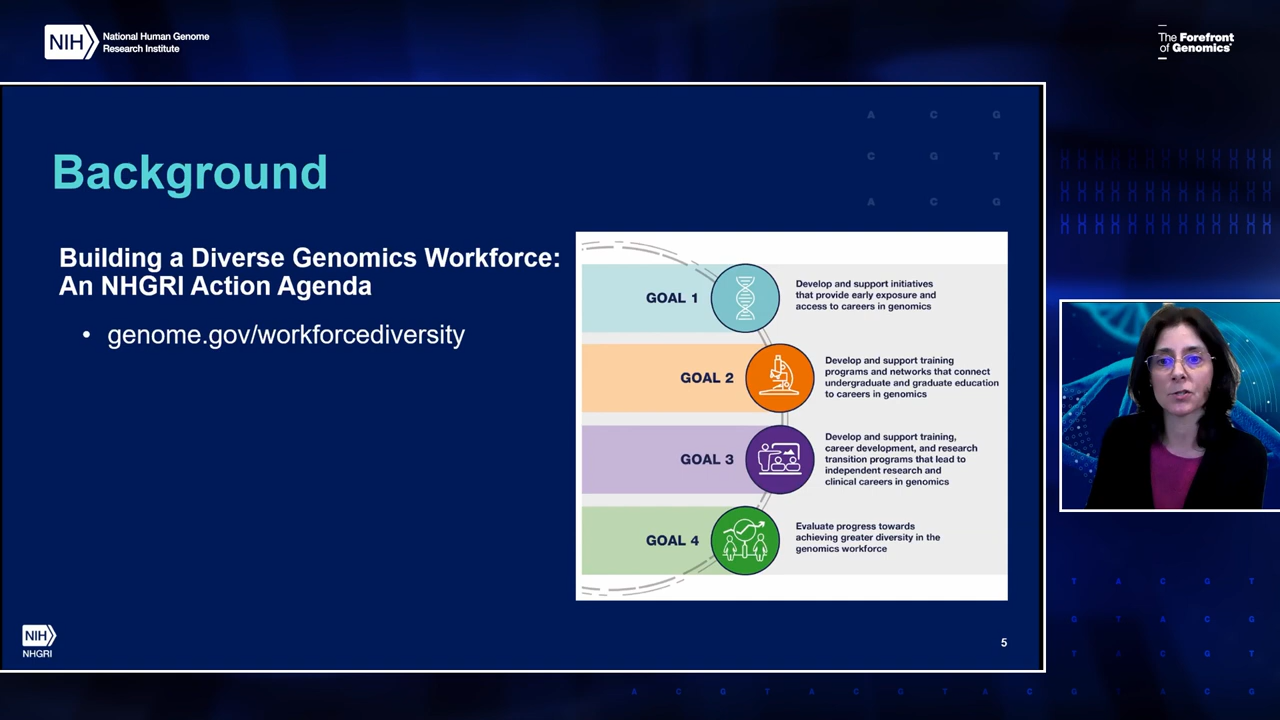 NIH
National Human Genome
Research Institute
The Forefront
of Genomics®
A C G
C G T
A C G
Background
Building a Diverse Genomics Workforce:
An NHGRI Action Agenda
• genome.gov/workforcediversity
GOAL 1
Develop and support initiatives
that provide early exposure and
access to careers in genomics
GOAL 2
Develop and support training
programs and networks that connect
undergraduate and graduate education
to careers in genomics
GOAL 3
Develop and support training,
career development, and research
transition programs that lead to
independent research and
clinical careers in genomics
GOAL 4
Evaluate progress towards
achieving greater diversity in the
genomics workforce
NIH
NHGRI
5
T A C G T
G T A C G
T A C G T
A C G T A C G T A C G T A C G